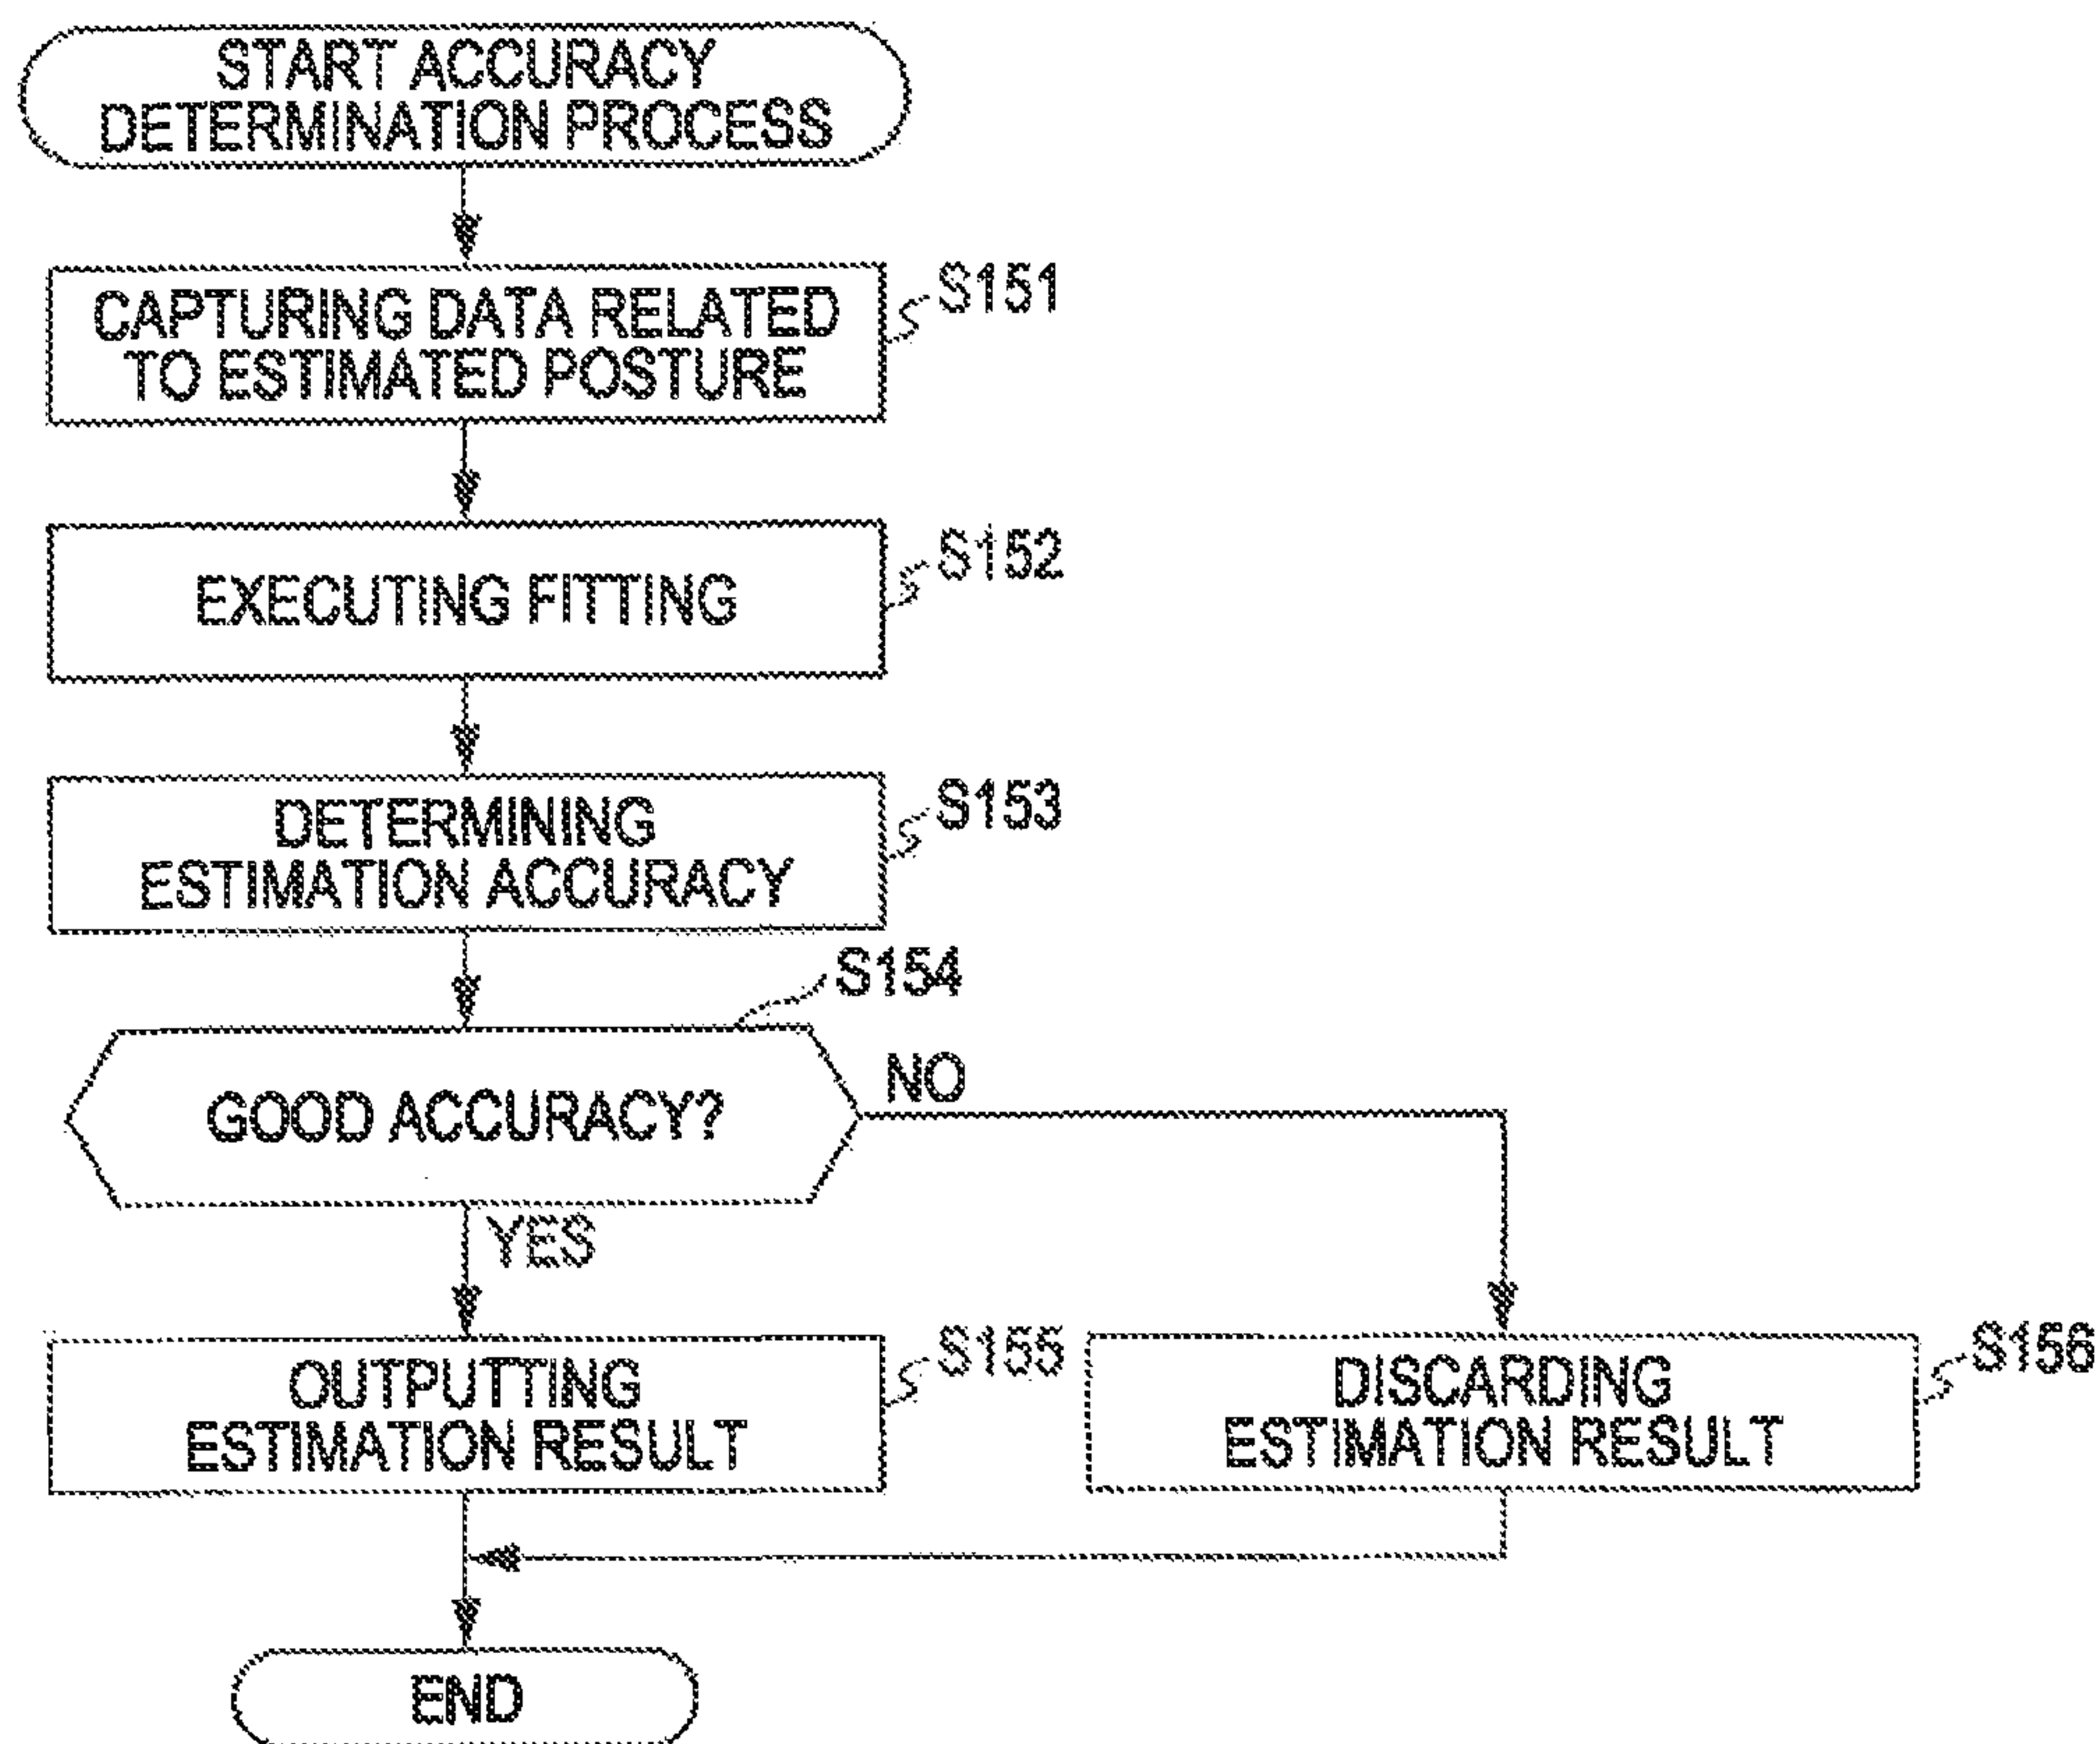 START ACCURACY
DETERMINATION PROCESS
CAPTURING DATA RELATED
TO ESTIMATED POSTURE
S151
EXECUTING FITTING
S152
DETERMINING
ESTIMATION ACCURACY
S153
S154
GOOD ACCURACY?
NO
YES
OUTPUTTING
ESTIMATION RESULT
S155
DISCARDING
ESTIMATION RESULT
S156
END